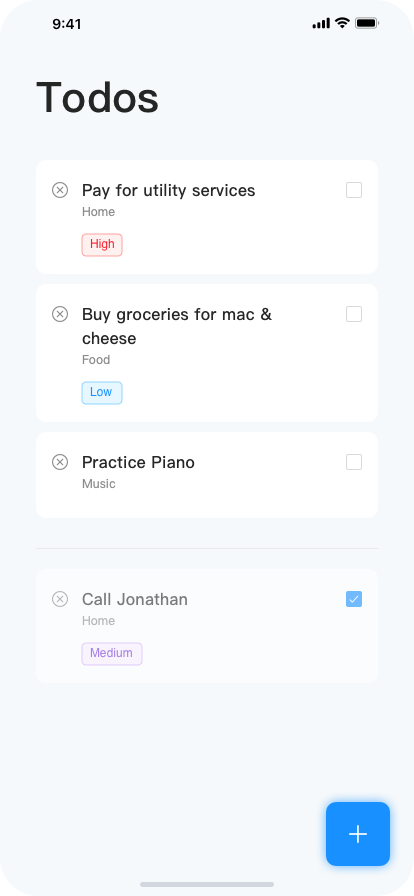 9:41
Todos
Pay for utility services
Home
High
Buy groceries for mac &
cheese
Food
Low
Practice Piano
Music
Call Jonathan
Home
Medium